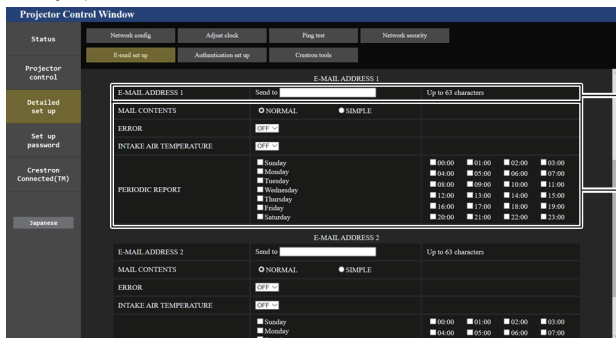 Projector Control Window
Status
Network config Adjust clock Ping test Network security
E-mail set up Authentication set up Crestron tools
Projector control
Detailed set up
Set up password
Crestron Connected(TM)
Japanese
E-MAIL ADDRESS 1
E-MAIL ADDRESS 1 Send to Up to 63 characters
MAIL CONTENTS NORMAL SIMPLE
ERROR OFF
INTAKE AIR TEMPERATURE OFF
PERIODIC REPORT
Sunday 00:00 01:00 02:00 03:00
Monday 04:00 05:00 06:00 07:00
Tuesday 08:00 09:00 10:00 11:00
Wednesday 12:00 13:00 14:00 15:00
Thursday 16:00 17:00 18:00 19:00
Friday 20:00 21:00 22:00 23:00
Saturday
E-MAIL ADDRESS 2
E-MAIL ADDRESS 2 Send to Up to 63 characters
MAIL CONTENTS NORMAL SIMPLE
ERROR OFF
INTAKE AIR TEMPERATURE OFF
Sunday 00:00 01:00 02:00 03:00
Monday 04:00 05:00 06:00 07:00